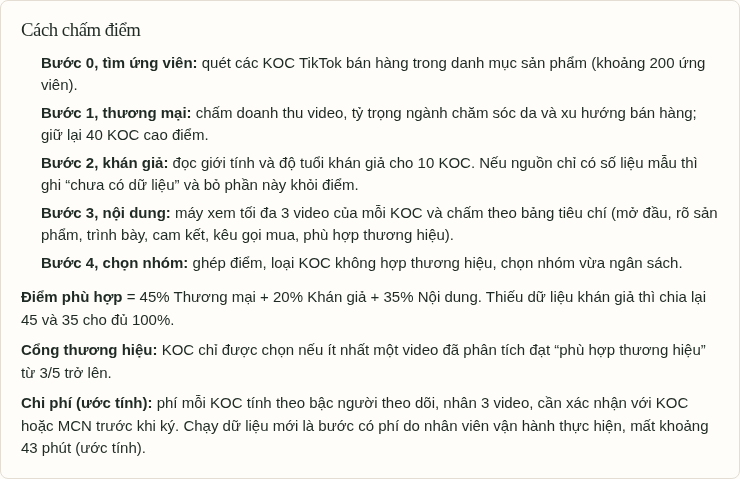 Cách chấm điểm
Bước 0, tìm ứng viên: quét các KOC TikTok bán hàng trong danh mục sản phẩm (khoảng 200 ứng
viên).
Bước 1, thương mại: chấm doanh thu video, tỷ trọng ngành chăm sóc da và xu hướng bán hàng;
giữ lại 40 KOC cao điểm.
Bước 2, khán giả: đọc giới tính và độ tuổi khán giả cho 10 KOC. Nếu nguồn chỉ có số liệu mẫu thì
ghi “chưa có dữ liệu” và bỏ phần này khỏi điểm.
Bước 3, nội dung: máy xem tối đa 3 video của mỗi KOC và chấm theo bảng tiêu chí (mở đầu, rõ sản
phẩm, trình bày, cam kết, kêu gọi mua, phù hợp thương hiệu).
Bước 4, chọn nhóm: ghép điểm, loại KOC không hợp thương hiệu, chọn nhóm vừa ngân sách.
Điểm phù hợp = 45% Thương mại + 20% Khán giả + 35% Nội dung. Thiếu dữ liệu khán giả thì chia lại
45 và 35 cho đủ 100%.
Cổng thương hiệu: KOC chỉ được chọn nếu ít nhất một video đã phân tích đạt “phù hợp thương hiệu”
từ 3/5 trở lên.
Chi phí (ước tính): phí mỗi KOC tính theo bậc người theo dõi, nhân 3 video, cần xác nhận với KOC
hoặc MCN trước khi ký. Chạy dữ liệu mới là bước có phí do nhân viên vận hành thực hiện, mất khoảng
43 phút (ước tính).